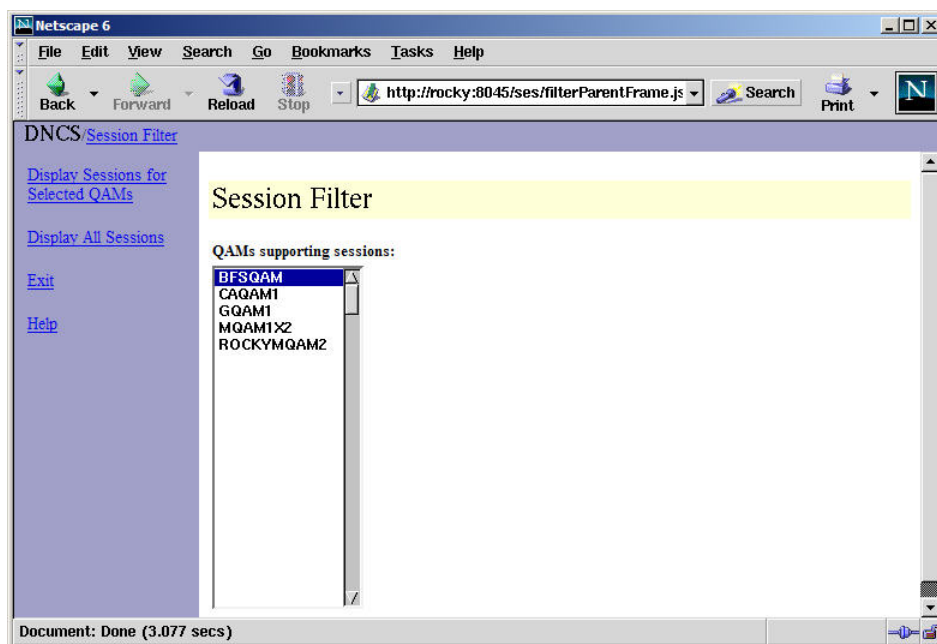 Netscape 6
File Edit View Search Go Bookmarks Tasks Help
Back Forward Reload Stop http://rocky:8045/ses/filterParentFrame.js Search Print N
DNCS/Session Filter
Display Sessions for
Selected QAMs
Display All Sessions
Exit
Help
Session Filter
QAMs supporting sessions:
BFSQAM
CAQAM1
GQAM1
MQAM1X2
ROCKYMQAM2
Document: Done (3.077 secs)